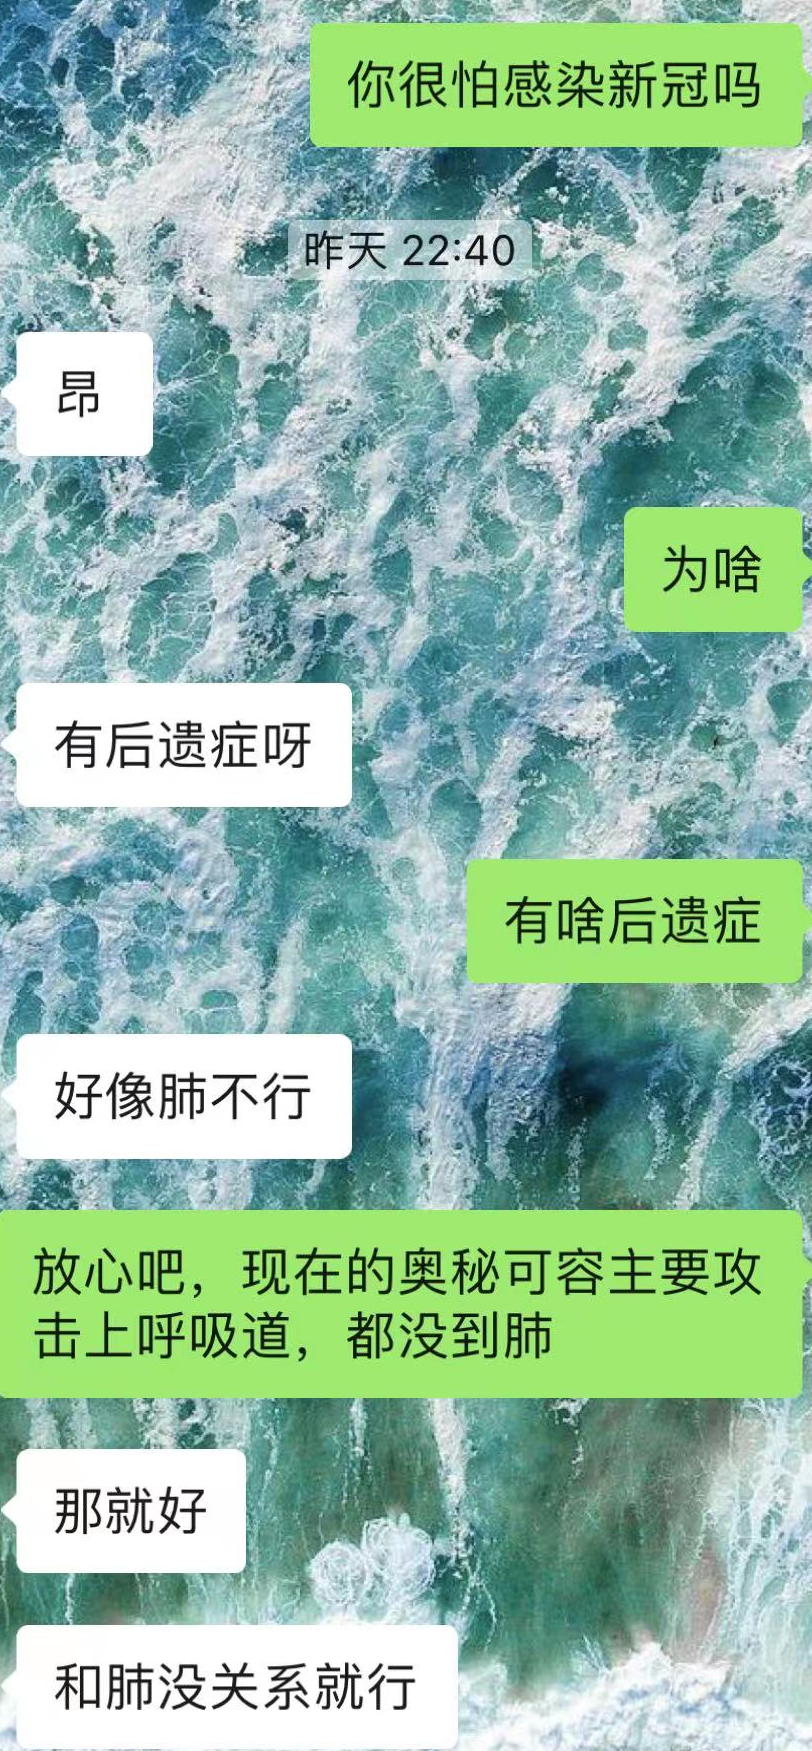 你很怕感染新冠吗
昨天 22:40
昂
为啥
有后遗症呀
有啥后遗症
好像肺不行
放心吧，现在的奥秘可容主要攻
击上呼吸道，都没到肺
那就好
和肺没关系就行